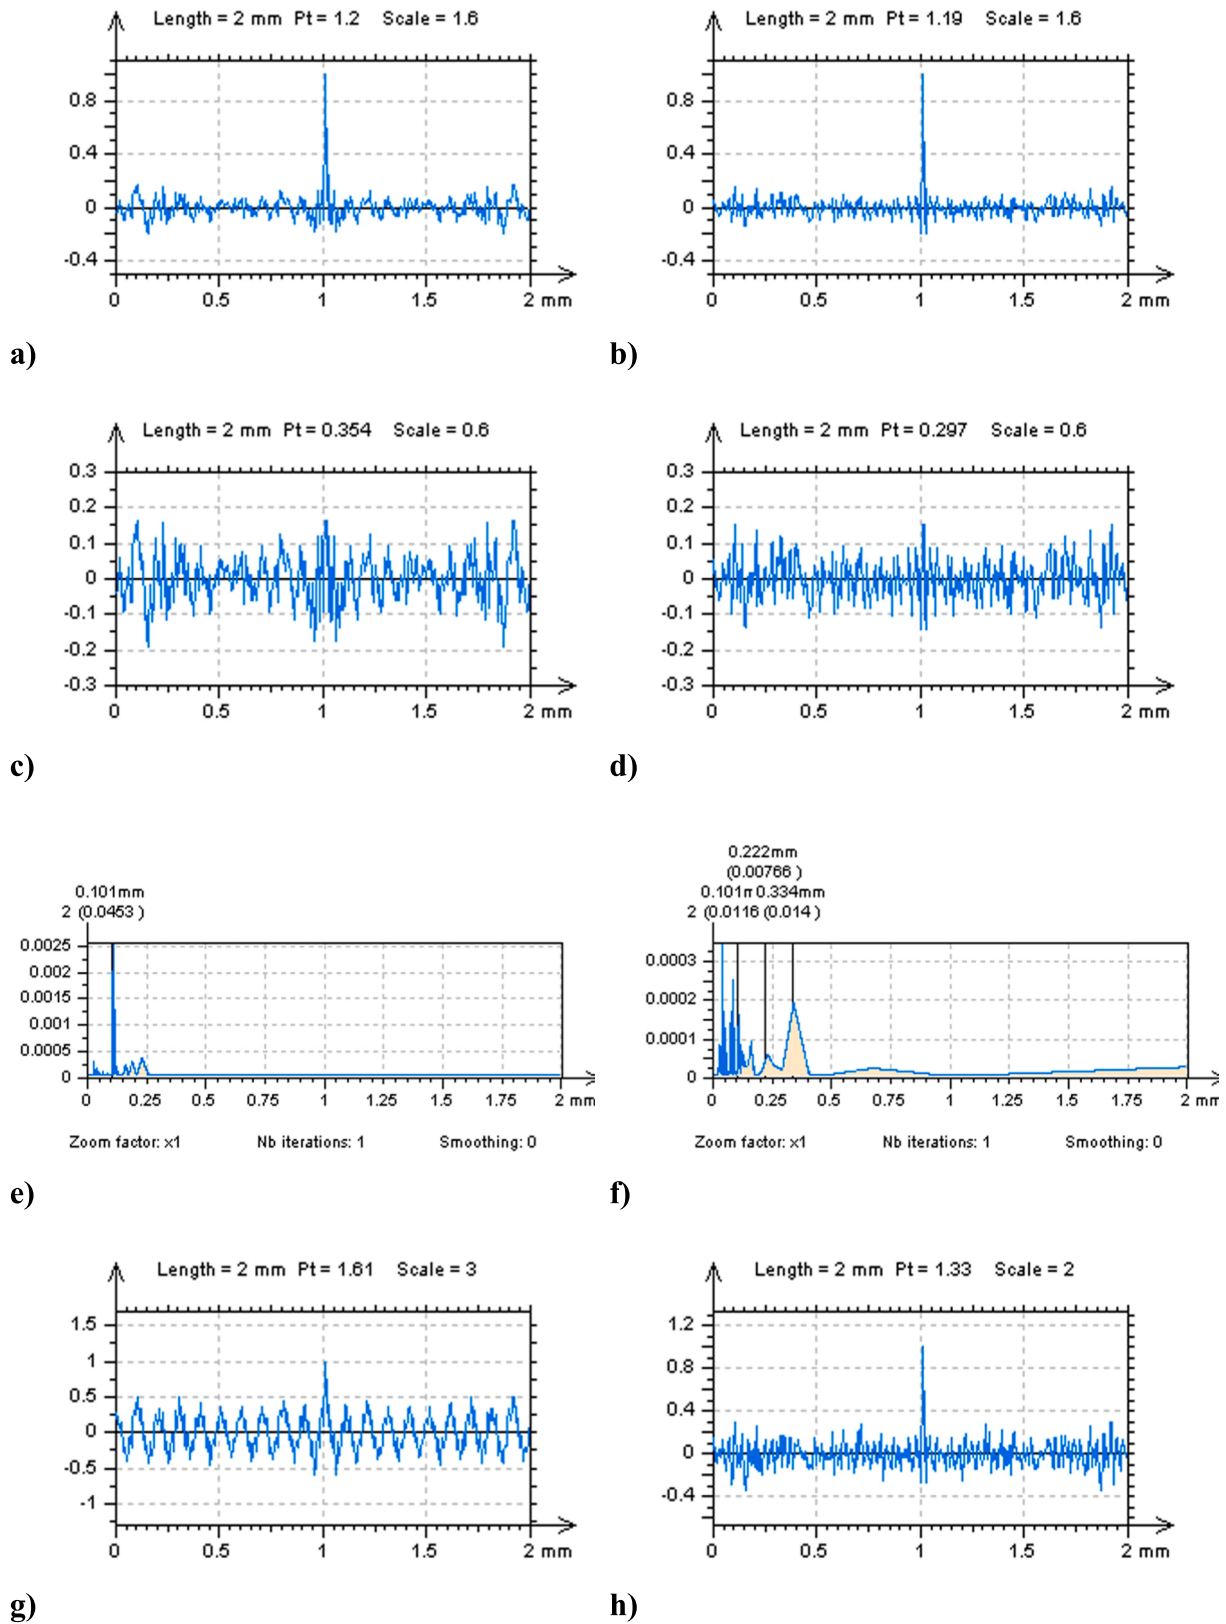 Length = 2 mm Pt = 1.2 Scale = 1.6
0.8
0.4
0
-0.4
0 0.5 1 1.5 2 mm
a)
Length = 2 mm Pt = 1.19 Scale = 1.6
0.8
0.4
0
-0.4
0 0.5 1 1.5 2 mm
b)
Length = 2 mm Pt = 0.354 Scale = 0.6
0.3
0.2
0.1
0
-0.1
-0.2
-0.3
0 0.5 1 1.5 2 mm
c)
Length = 2 mm Pt = 0.297 Scale = 0.6
0.3
0.2
0.1
0
-0.1
-0.2
-0.3
0 0.5 1 1.5 2 mm
d)
0.101mm
2 (0.0453 )
0.0025
0.002
0.0015
0.001
0.0005
0
0 0.25 0.5 0.75 1 1.25 1.5 1.75 2 mm
Zoom factor: x1 Nb iterations: 1 Smoothing: 0
e)
0.222mm
(0.00766 )
0.101m 0.334mm
2 (0.0116 (0.014 )
0.0003
0.0002
0.0001
0
0 0.25 0.5 0.75 1 1.25 1.5 1.75 2 mm
Zoom factor: x1 Nb iterations: 1 Smoothing: 0
f)
Length = 2 mm Pt = 1.61 Scale = 3
1.5
1
0.5
0
-0.5
-1
0 0.5 1 1.5 2 mm
g)
Length = 2 mm Pt = 1.33 Scale = 2
1.2
0.8
0.4
0
-0.4
0 0.5 1 1.5 2 mm
h)